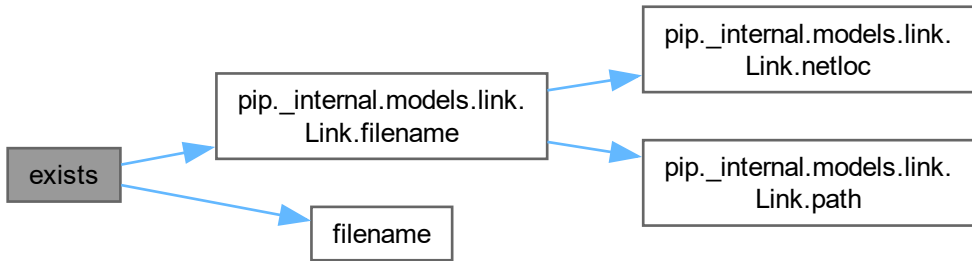 exists
pip._internal.models.link.
Link.filename
filename
pip._internal.models.link.
Link.netloc
pip._internal.models.link.
Link.path